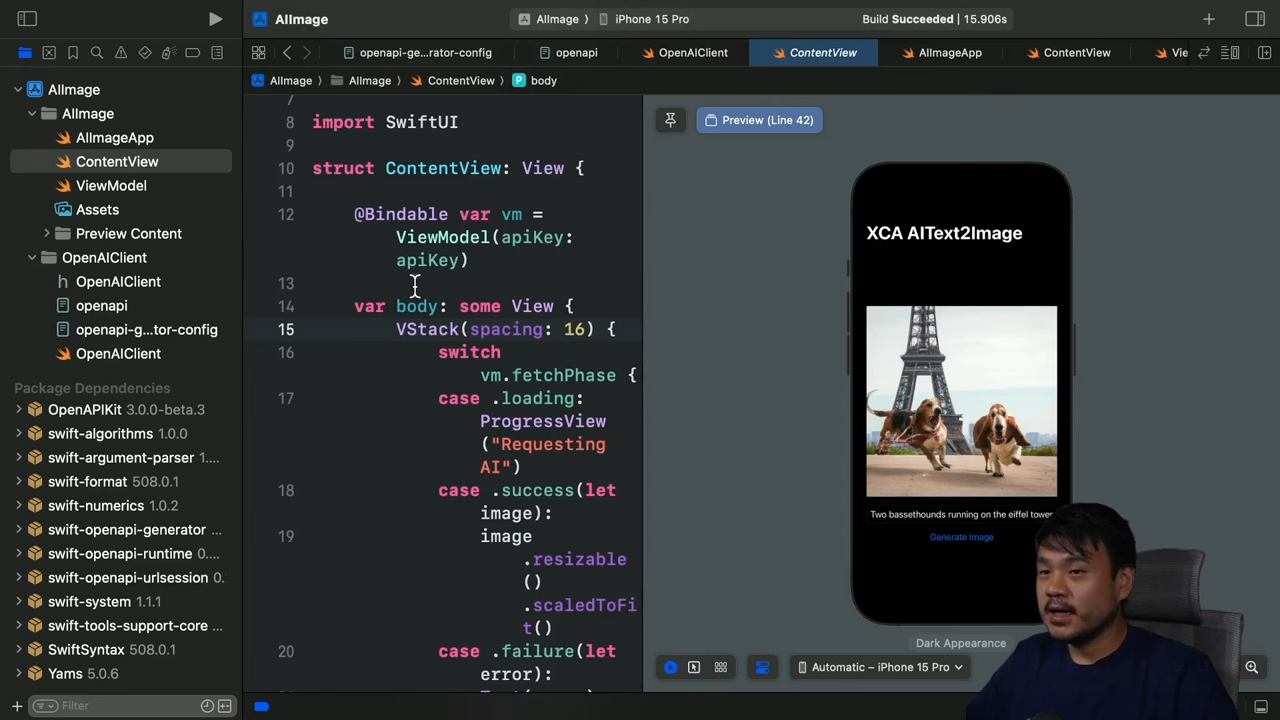 AIImage
AIImage 〉 iPhone 15 Pro
Build Succeeded | 15.906s
openapi-ge...rator-config
openapi
OpenAIClient
ContentView
AIImageApp
ContentView
Vie
AIImage 〉 AIImage 〉 ContentView 〉 P body
AIImage
AIImage
AIImageApp
ContentView
ViewModel
Assets
Preview Content
OpenAIClient
h OpenAIClient
openapi
openapi-g...tor-config
OpenAIClient
Package Dependencies
OpenAPIKit 3.0.0-beta.3
swift-algorithms 1.0.0
swift-argument-parser 1....
swift-format 508.0.1
swift-numerics 1.0.2
swift-openapi-generator ...
swift-openapi-runtime 0....
swift-openapi-urlsession 0.
swift-system 1.1.1
swift-tools-support-core ...
SwiftSyntax 508.0.1
Yams 5.0.6
Filter
7
8 import SwiftUI
9
10 struct ContentView: View {
11
12 @Bindable var vm =
ViewModel(apiKey:
apiKey)
13
14 var body: some View {
15 VStack(spacing: 16) {
16 switch
vm.fetchPhase {
17 case .loading:
ProgressView
("Requesting
AI")
18 case .success(let
image):
19 image
.resizable
()
.scaledToFi
t()
20 case .failure(let
error):
Preview (Line 42)
XCA AIText2Image
Two bassethounds running on the eiffel tower
Generate Image
Dark Appearance
Automatic – iPhone 15 Pro